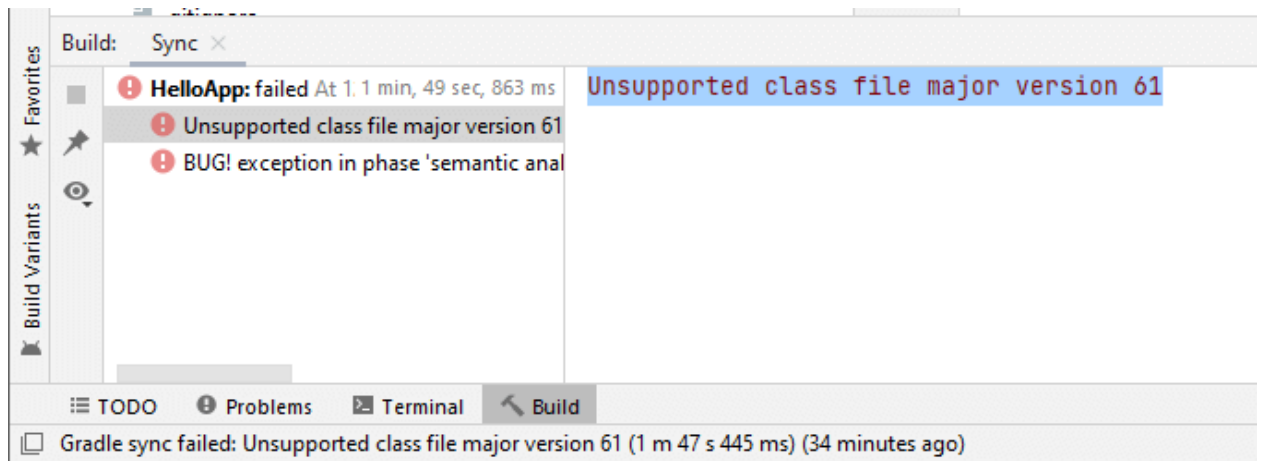 Build: Sync
HelloApp: failed At 1. 1 min, 49 sec, 863 ms
Unsupported class file major version 61
BUG! exception in phase 'semantic anal
Unsupported class file major version 61
Favorites
Build Variants
TODO Problems Terminal Build
Gradle sync failed: Unsupported class file major version 61 (1 m 47 s 445 ms) (34 minutes ago)